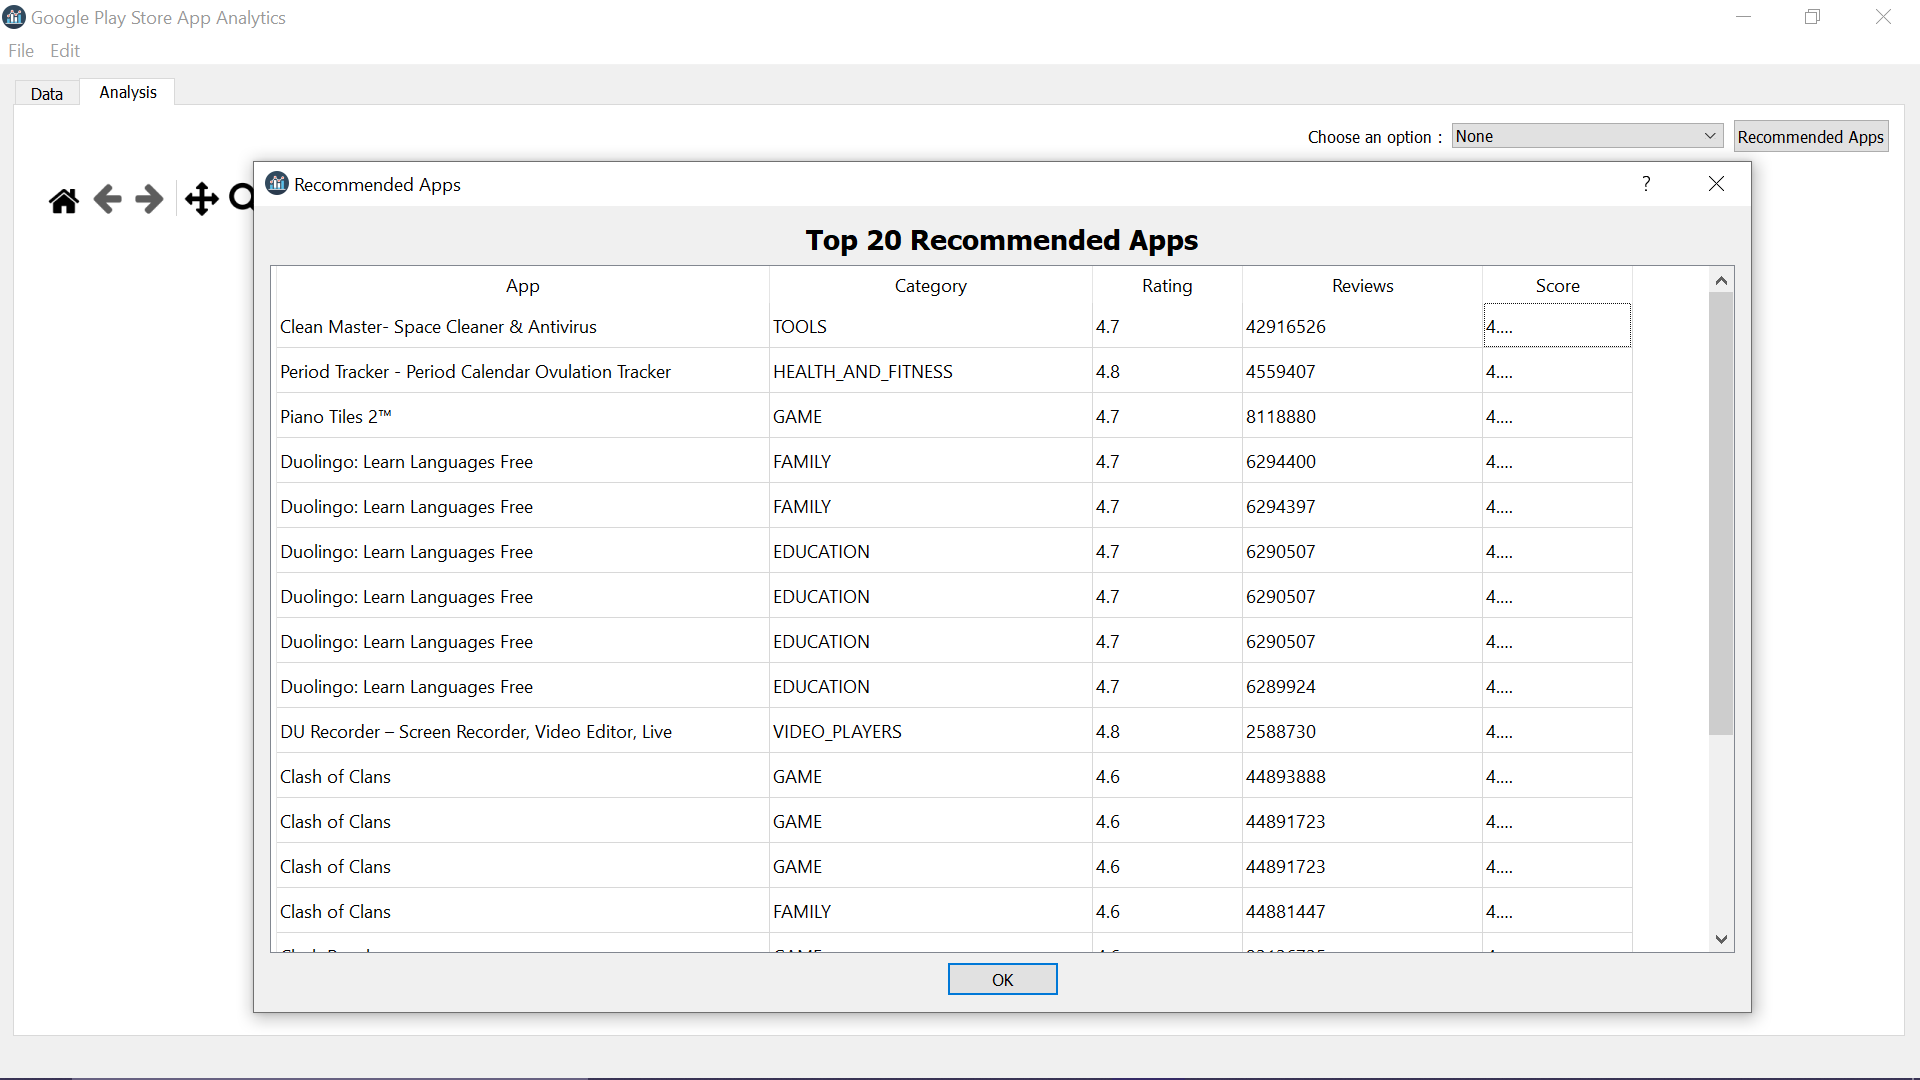 Google Play Store App Analytics
File Edit
Data Analysis
Choose an option : None Recommended Apps
Recommended Apps ?
Top 20 Recommended Apps
App Category Rating Reviews Score
Clean Master- Space Cleaner & Antivirus TOOLS 4.7 42916526 4....
Period Tracker - Period Calendar Ovulation Tracker HEALTH_AND_FITNESS 4.8 4559407 4....
Piano Tiles 2™ GAME 4.7 8118880 4....
Duolingo: Learn Languages Free FAMILY 4.7 6294400 4....
Duolingo: Learn Languages Free FAMILY 4.7 6294397 4....
Duolingo: Learn Languages Free EDUCATION 4.7 6290507 4....
Duolingo: Learn Languages Free EDUCATION 4.7 6290507 4....
Duolingo: Learn Languages Free EDUCATION 4.7 6290507 4....
Duolingo: Learn Languages Free EDUCATION 4.7 6289924 4....
DU Recorder – Screen Recorder, Video Editor, Live VIDEO_PLAYERS 4.8 2588730 4....
Clash of Clans GAME 4.6 44893888 4....
Clash of Clans GAME 4.6 44891723 4....
Clash of Clans GAME 4.6 44891723 4....
Clash of Clans FAMILY 4.6 44881447 4....
OK